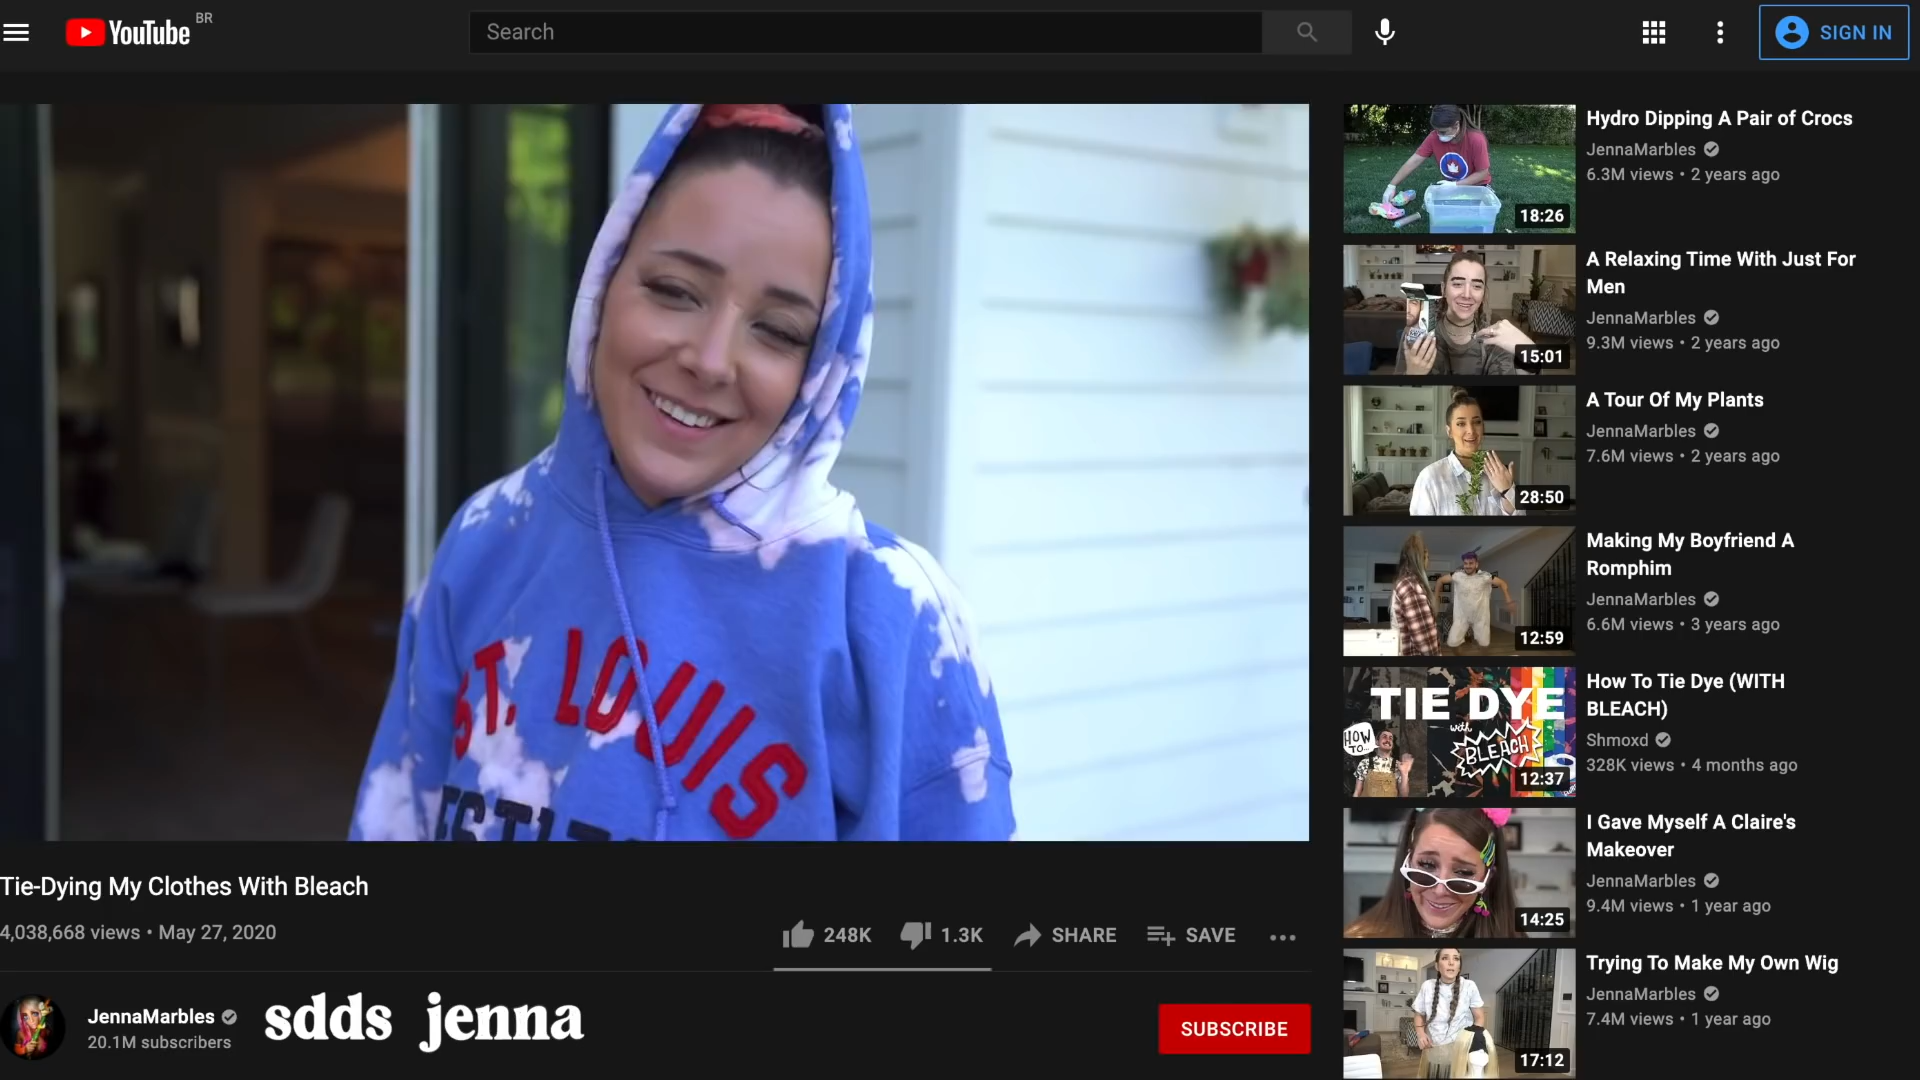 YouTube BR
Search
SIGN IN
ST. LOUIS
Tie-Dying My Clothes With Bleach
4,038,668 views • May 27, 2020
248K
1.3K
SHARE
SAVE
JennaMarbles
20.1M subscribers
sdds jenna
SUBSCRIBE
Hydro Dipping A Pair of Crocs
JennaMarbles
6.3M views • 2 years ago
18:26
A Relaxing Time With Just For
Men
JennaMarbles
9.3M views • 2 years ago
15:01
A Tour Of My Plants
JennaMarbles
7.6M views • 2 years ago
28:50
Making My Boyfriend A
Romphim
JennaMarbles
6.6M views • 3 years ago
12:59
TIE DYE
with
BLEACH
HOW
TO...
12:37
How To Tie Dye (WITH
BLEACH)
Shmoxd
328K views • 4 months ago
I Gave Myself A Claire's
Makeover
JennaMarbles
9.4M views • 1 year ago
14:25
Trying To Make My Own Wig
JennaMarbles
7.4M views • 1 year ago
17:12